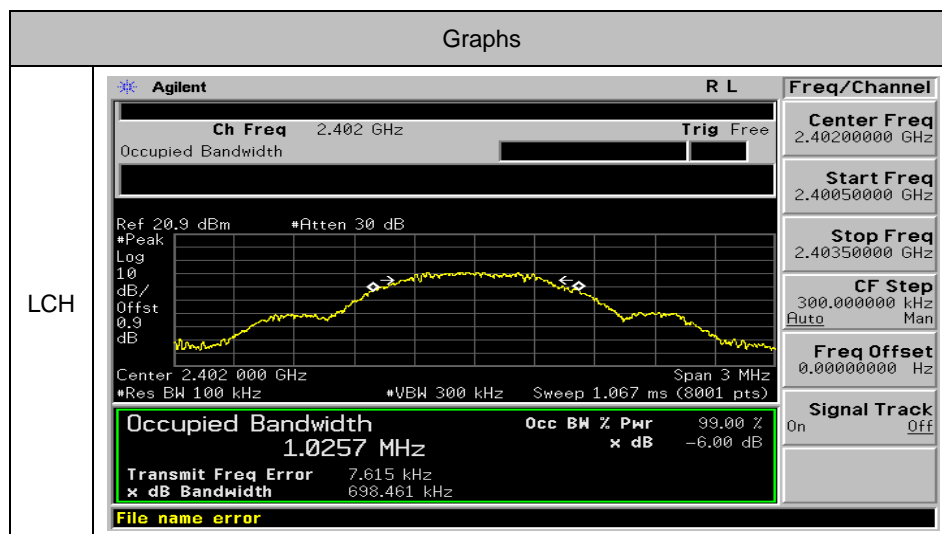 Graphs
LCH
Agilent R L
Ch Freq 2.402 GHz Trig Free
Occupied Bandwidth
Ref 20.9 dBm #Atten 30 dB
#Peak
Log
10
dB/
Offst
0.9
dB
Center 2.402 000 GHz Span 3 MHz
#Res BW 100 kHz #VBW 300 kHz Sweep 1.067 ms (8001 pts)
Occupied Bandwidth Occ BW % Pwr 99.00 %
1.0257 MHz x dB -6.00 dB
Transmit Freq Error 7.615 kHz
x dB Bandwidth 698.461 kHz
File name error
Freq/Channel
Center Freq
2.40200000 GHz
Start Freq
2.40050000 GHz
Stop Freq
2.40350000 GHz
CF Step
300.000000 kHz
Auto Man
Freq Offset
0.00000000 Hz
Signal Track
On Off